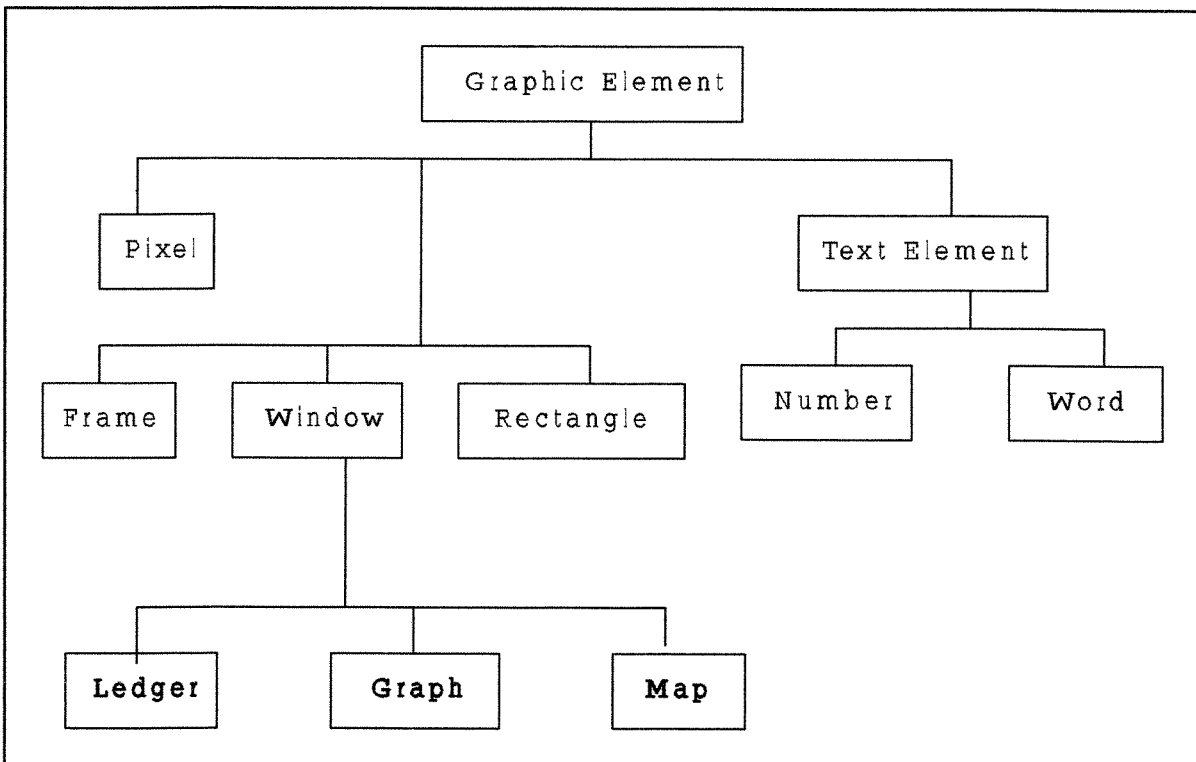 Graphic Element
Pixel
Text Element
Frame
Window
Rectangle
Number
Word
Ledger
Graph
Map